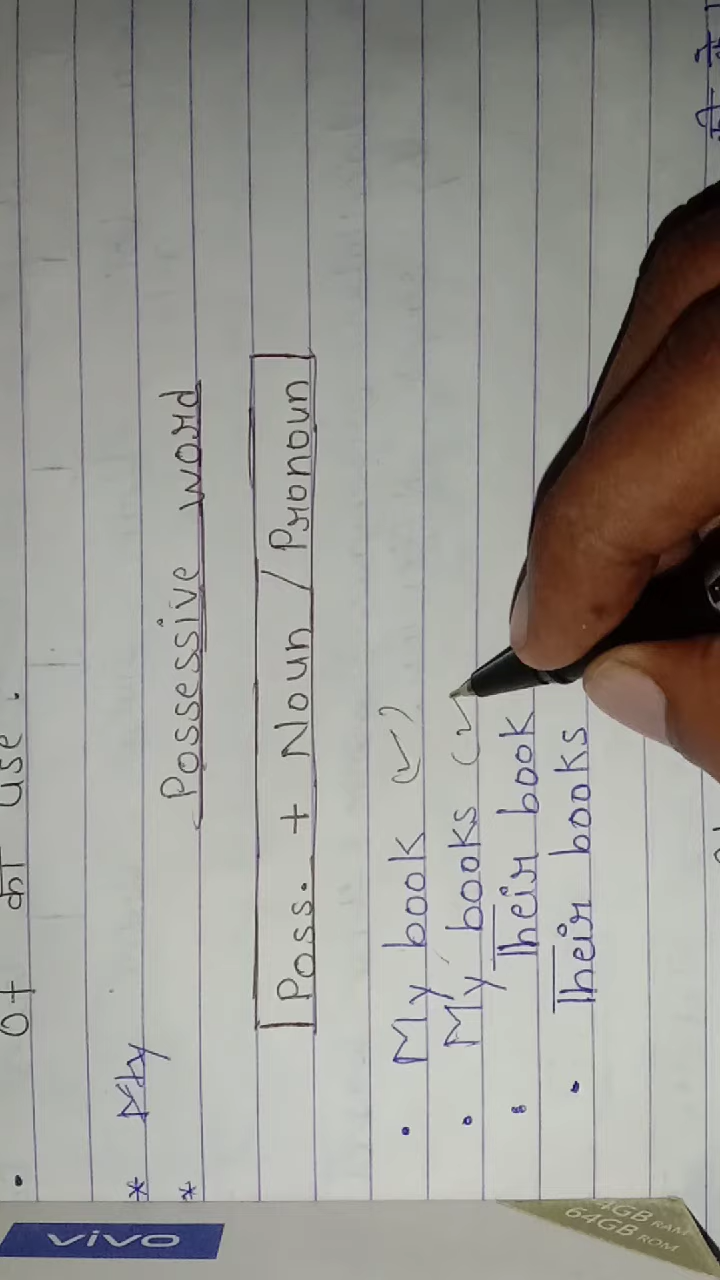 • Of का use.
*
* Possessive word
Poss. + Noun / Pronoun
• My book (✓)
• My books (✓
• Their book
• Their books
vivo
4GB RAM
64GB ROM